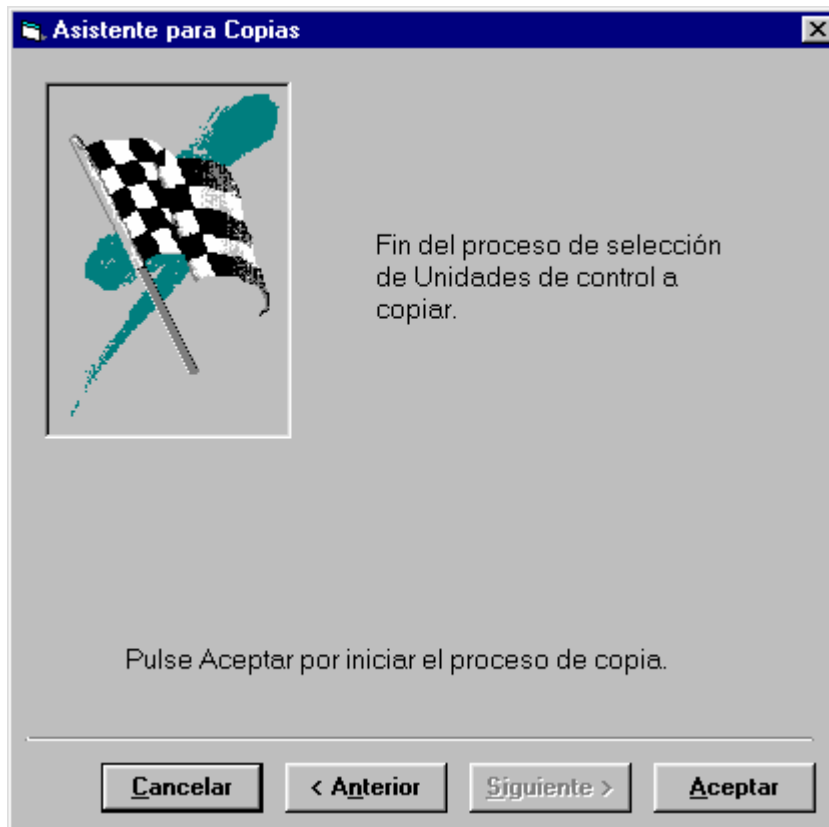 Asistente para Copias
Fin del proceso de selección
de Unidades de control a
copiar.
Pulse Aceptar por iniciar el proceso de copia.
Cancelar
< Anterior
Siguiente >
Aceptar